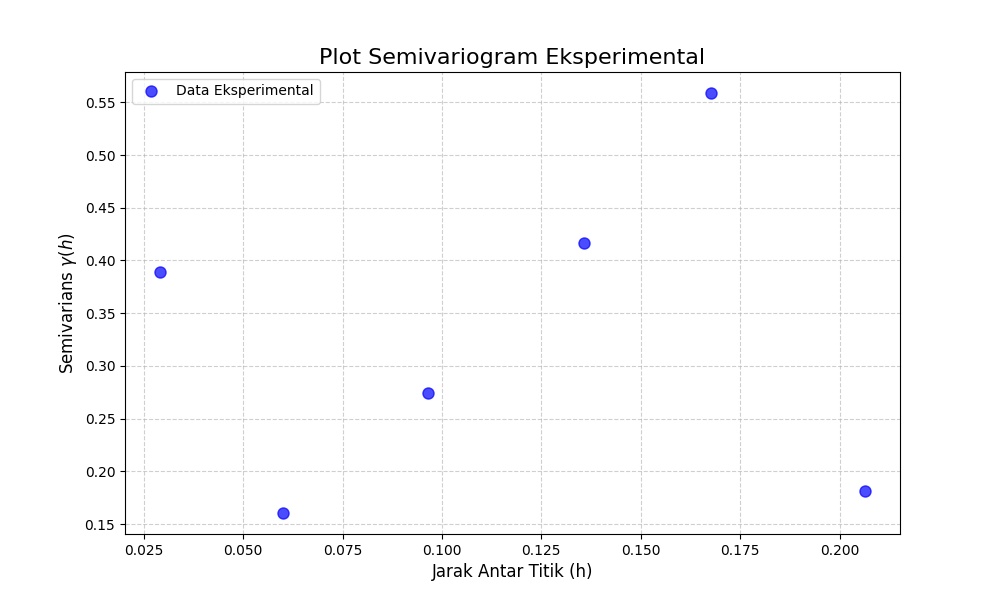 Plot Semivariogram Eksperimental
Data Eksperimental
Semivarians γ(h)
0.55
0.50
0.45
0.40
0.35
0.30
0.25
0.20
0.15
0.025 0.050 0.075 0.100 0.125 0.150 0.175 0.200
Jarak Antar Titik (h)